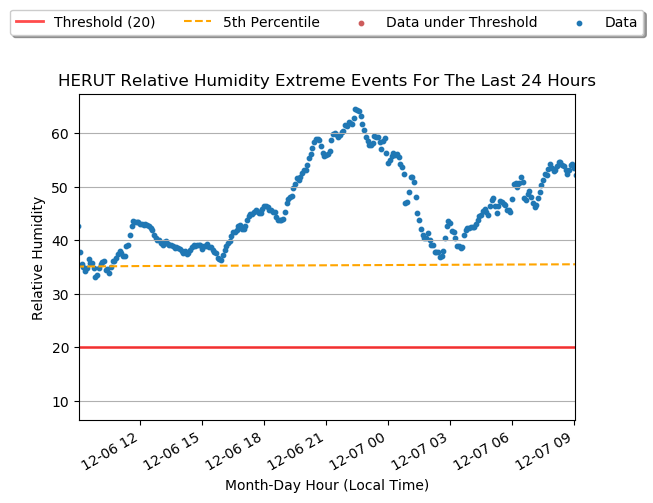 Threshold (20) 5th Percentile Data under Threshold Data
HERUT Relative Humidity Extreme Events For The Last 24 Hours
Relative Humidity
60
50
40
30
20
10
12-06 12 12-06 15 12-06 18 12-06 21 12-07 00 12-07 03 12-07 06 12-07 09
Month-Day Hour (Local Time)